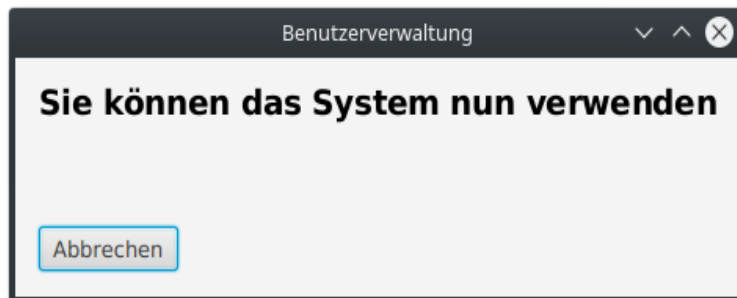 Benutzerverwaltung
Sie können das System nun verwenden
Abbrechen